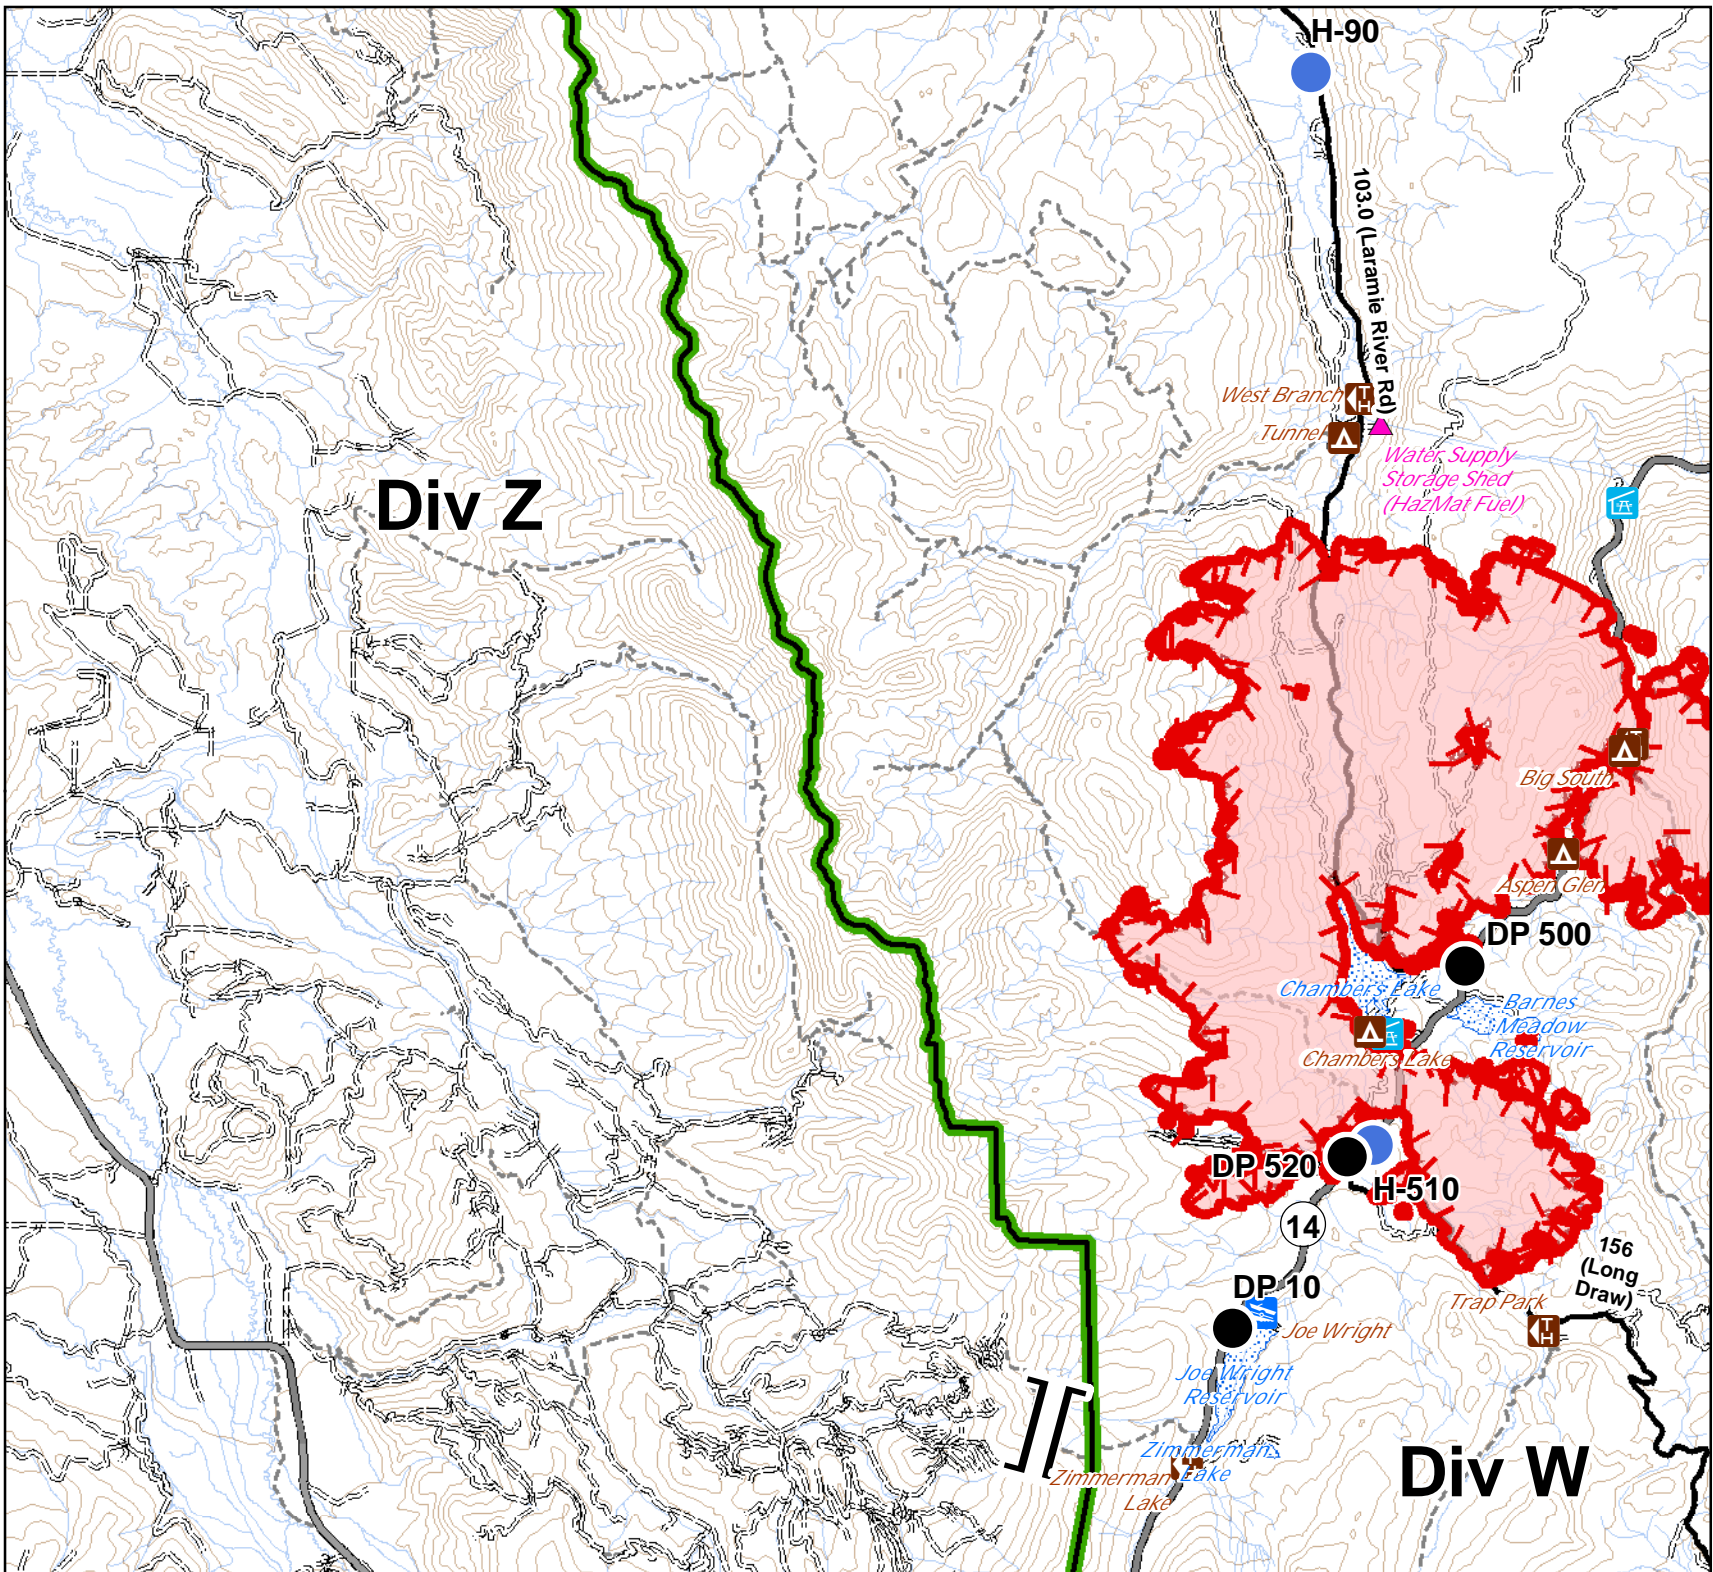 H-90
103.0 (Laramie River Rd)
West Branch
Tunnel
Water Supply
Storage Shed
(HazMat Fuel)
Div Z
Big South
Aspen Glen
DP 500
Chambers Lake
Barnes
Meadow
Reservoir
Chambers Lake
DP 520
H-510
14
156
(Long
Draw)
DP 10
Trap Park
Joe Wright
Joe Wright
Reservoir
Zimmerman
Lake
Zimmerman
Lake
Div W
TH
TH